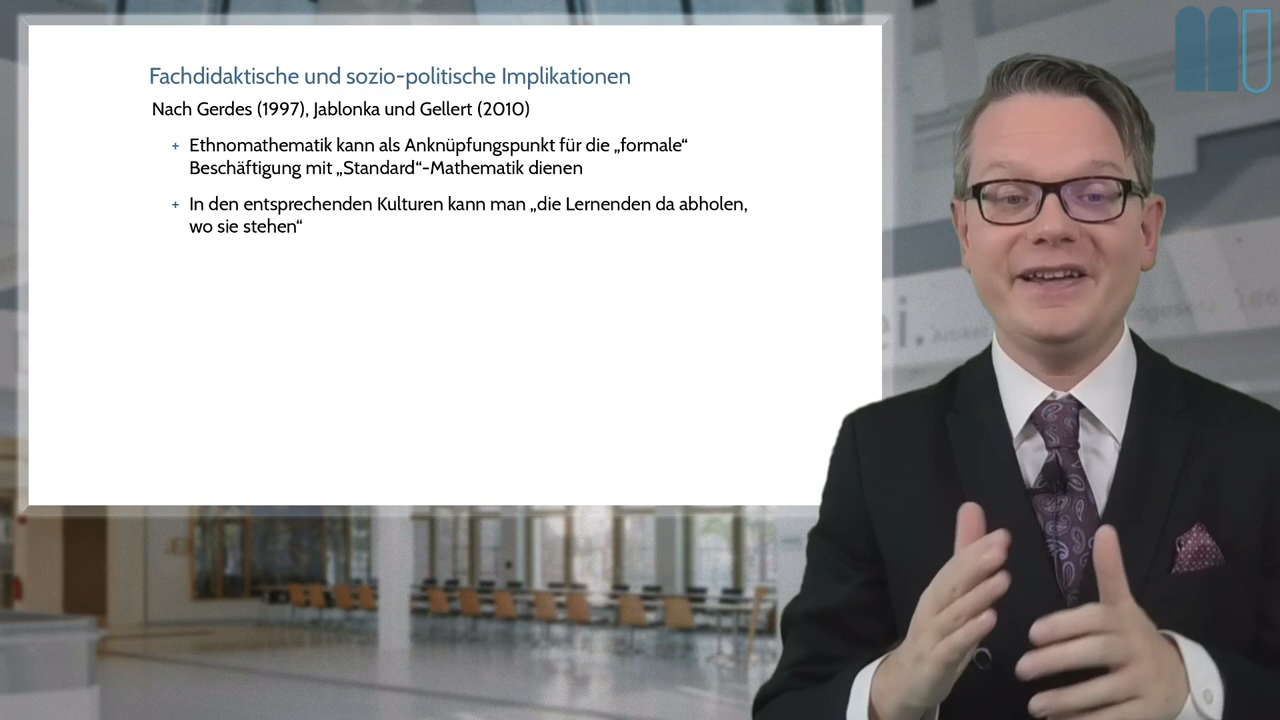 Fachdidaktische und sozio-politische Implikationen
Nach Gerdes (1997), Jablonka und Gellert (2010)
+ Ethnomathematik kann als Anknüpfungspunkt für die „formale“
Beschäftigung mit „Standard“-Mathematik dienen
+ In den entsprechenden Kulturen kann man „die Lernenden da abholen,
wo sie stehen“
ei.